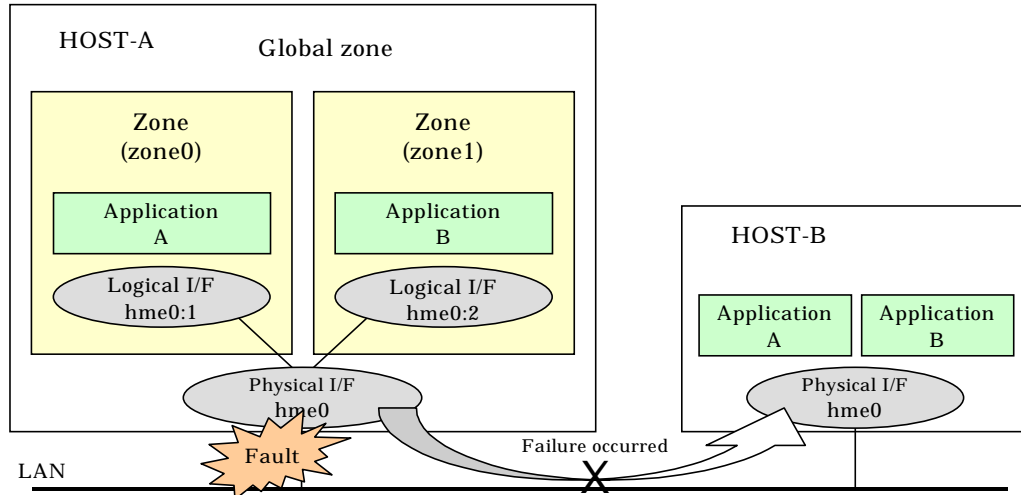 HOST-A
Global zone
Zone
(zone0)
Zone
(zone1)
Application
A
Application
B
Logical I/F
hme0:1
Logical I/F
hme0:2
Physical I/F
hme0
HOST-B
Application
A
Application
B
Physical I/F
hme0
Fault
Failure occurred
X
LAN